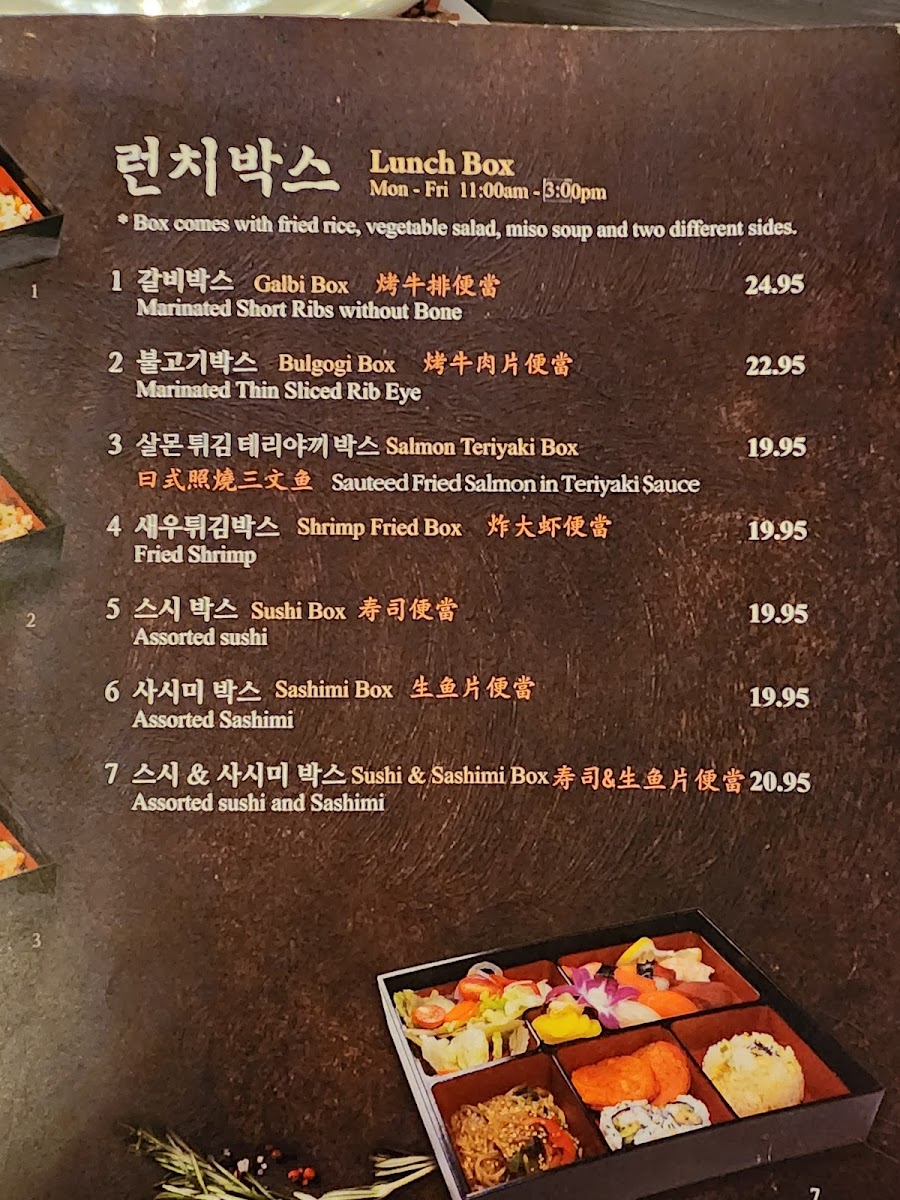 런치박스 Lunch Box
Mon - Fri 11:00am - 3:00pm
* Box comes with fried rice, vegetable salad, miso soup and two different sides.
1 갈비박스 Galbi Box 烤牛排便當 24.95
Marinated Short Ribs without Bone
2 불고기박스 Bulgogi Box 烤牛肉片便當 22.95
Marinated Thin Sliced Rib Eye
3 살몬 튀김 테리야끼 박스 Salmon Teriyaki Box 19.95
日式照燒三文鱼 Sauteed Fried Salmon in Teriyaki Sauce
4 새우튀김박스 Shrimp Fried Box 炸大虾便當 19.95
Fried Shrimp
5 스시 박스 Sushi Box 寿司便當 19.95
Assorted sushi
6 사시미 박스 Sashimi Box 生鱼片便當 19.95
Assorted Sashimi
7 스시 & 사시미 박스 Sushi & Sashimi Box 寿司&生鱼片便當 20.95
Assorted sushi and Sashimi
1
2
3
7